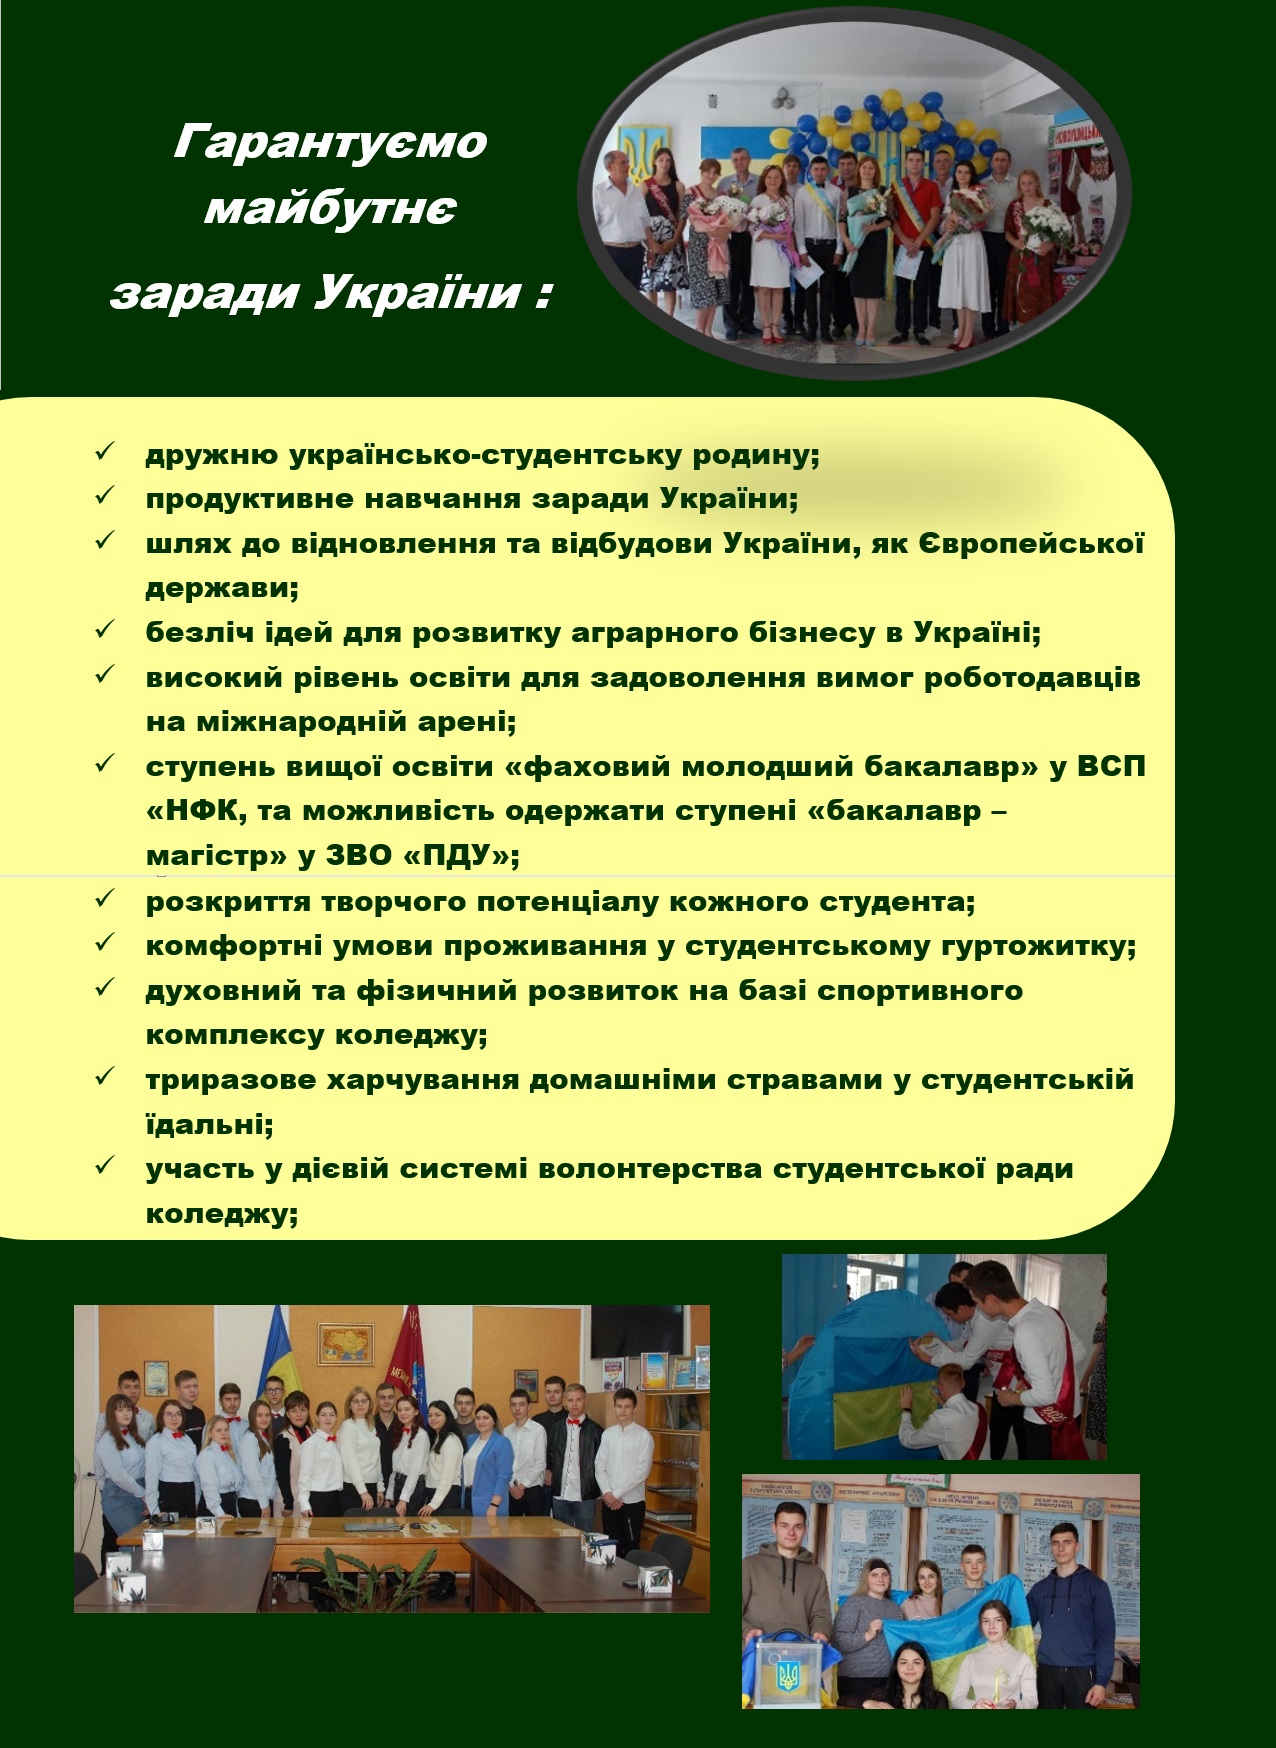 Гарантуємо
майбутнє
заради України :
дружню українсько-студентську родину;
продуктивне навчання заради України;
шлях до відновлення та відбудови України, як Європейської
держави;
безліч ідей для розвитку аграрного бізнесу в Україні;
високий рівень освіти для задоволення вимог роботодавців
на міжнародній арені;
ступень вищої освіти «фаховий молодший бакалавр» у ВСП
«НФК, та можливість одержати ступені «бакалавр –
магістр» у ЗВО «ПДУ»;
розкриття творчого потенціалу кожного студента;
комфортні умови проживання у студентському гуртожитку;
духовний та фізичний розвиток на базі спортивного
комплексу коледжу;
триразове харчування домашніми стравами у студентській
їдальні;
участь у дієвій системі волонтерства студентської ради
коледжу;